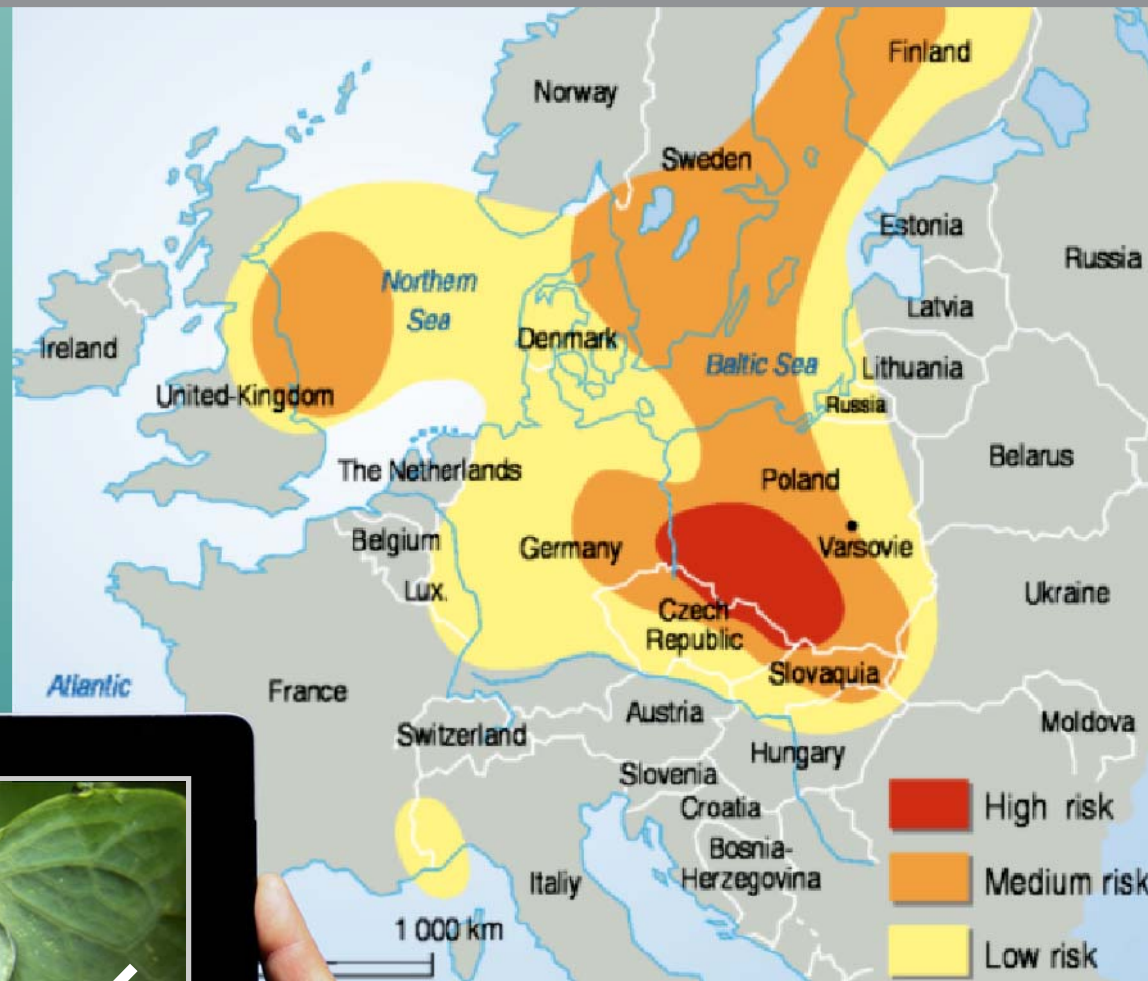 Finland
Norway
Sweden
Estonia
Russia
Northern
Sea
Latvia
Denmark
Ireland
Baltic Sea
Lithuania
United-Kingdom
Russia
Belarus
The Netherlands
Poland
Belgium
Germany
Varsovie
Lux.
Ukraine
Czech
Republic
Slovaquia
Atlantic
France
Austria
Moldova
Switzerland
Hungary
Slovenia
Croatia
High risk
Bosnia-
Herzegovina
Italiy
Medium risk
1 000 km
Low risk